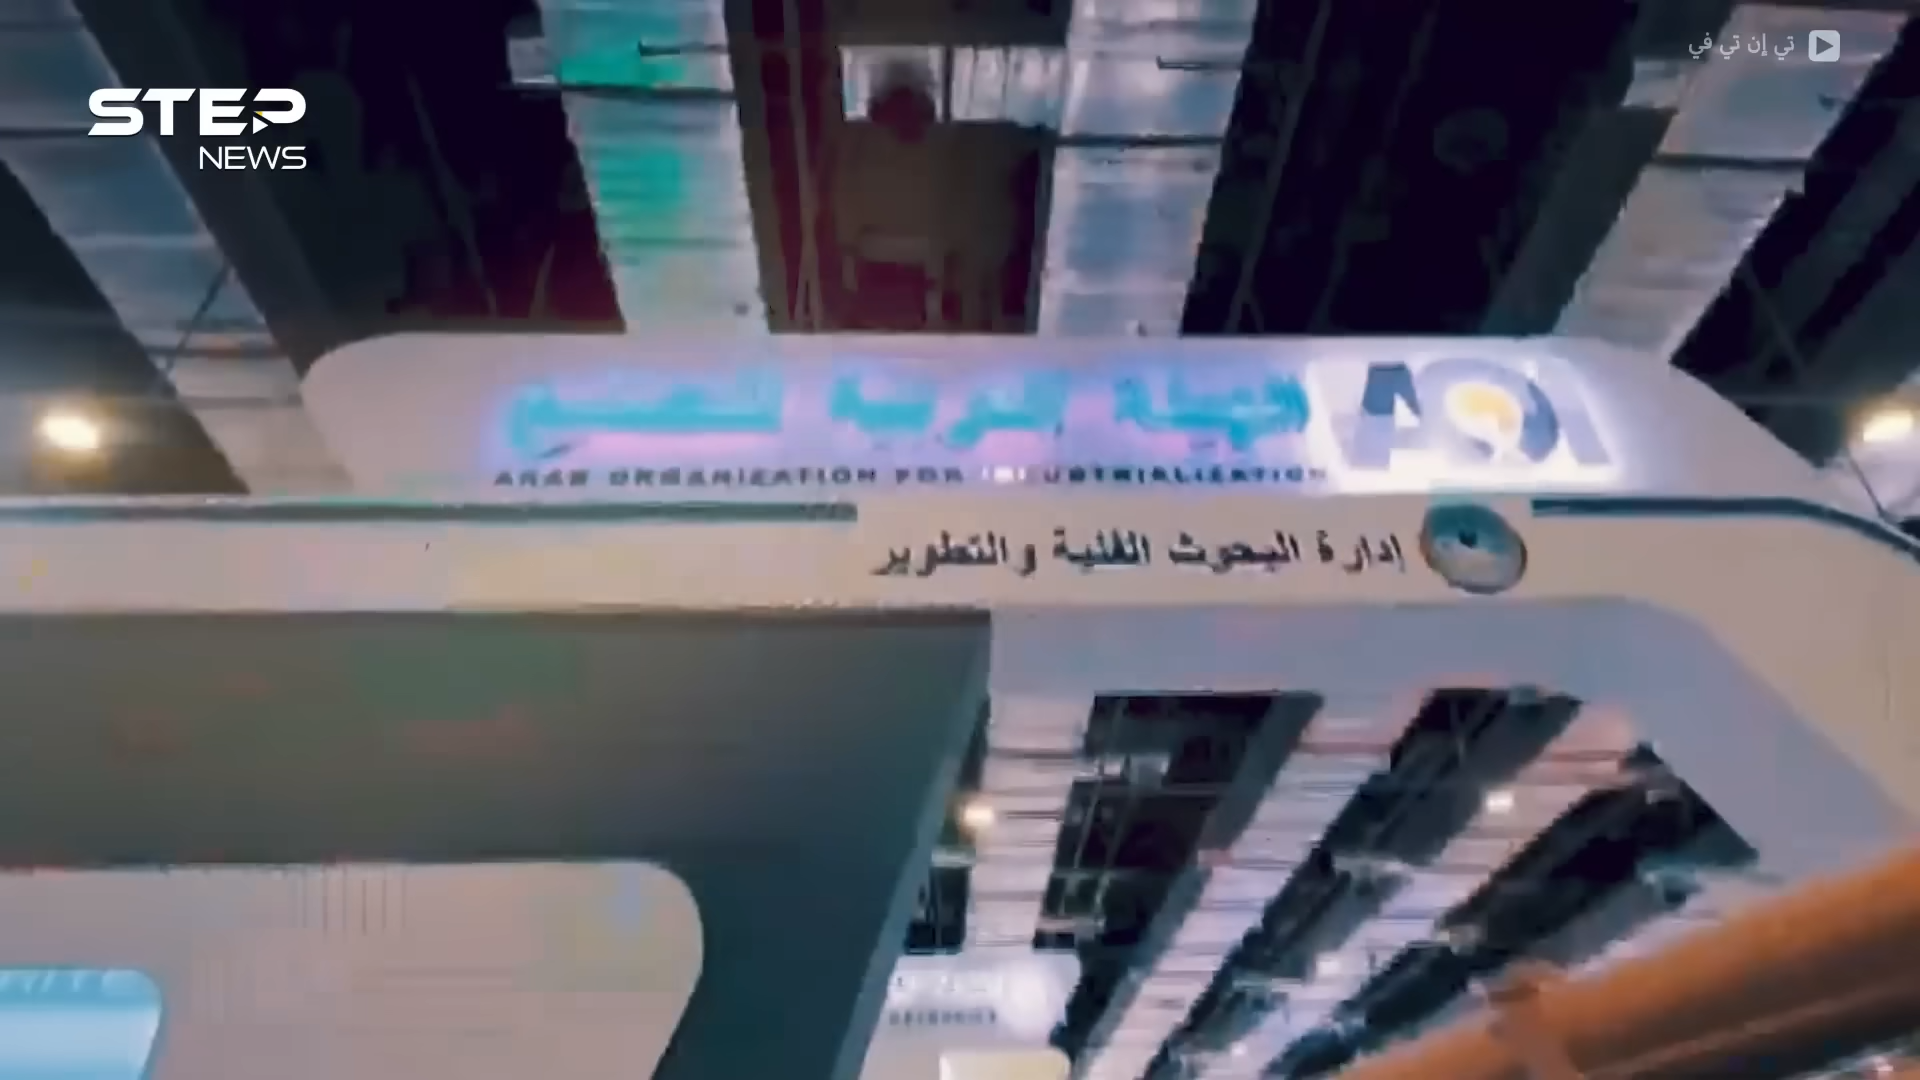 تي إن تي في
STEP
NEWS
الهيئة العربية للتصنيع
AOI
ARAB ORGANIZATION FOR INDUSTRIALIZATION
إدارة البحوث الفنية والتطوير